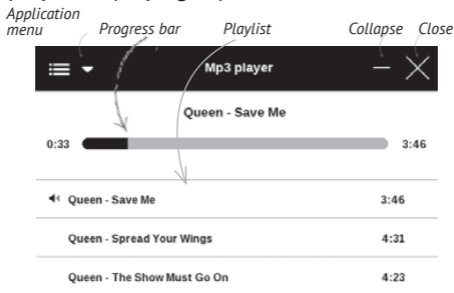 Application
menu
Progress bar
Playlist
Collapse
Close
Mp3 player
Queen - Save Me
0:33
3:46
Queen - Save Me 3:46
Queen - Spread Your Wings 4:31
Queen - The Show Must Go On 4:23